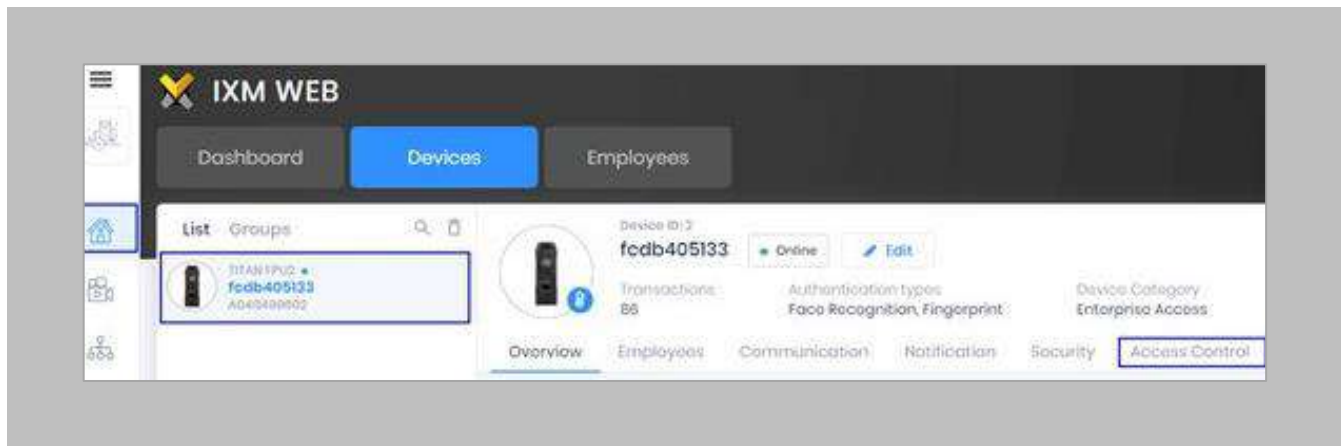 IXM WEB
Dashboard Devices Employees
List Groups
TITAN FPU2
fcdb405133
Device ID: 2
fcdb405133 Online Edit
Transactions Authentication types Device Category
86 Face Recognition, Fingerprint Enterprise Access
Overview Employees Communication Notification Security Access Control